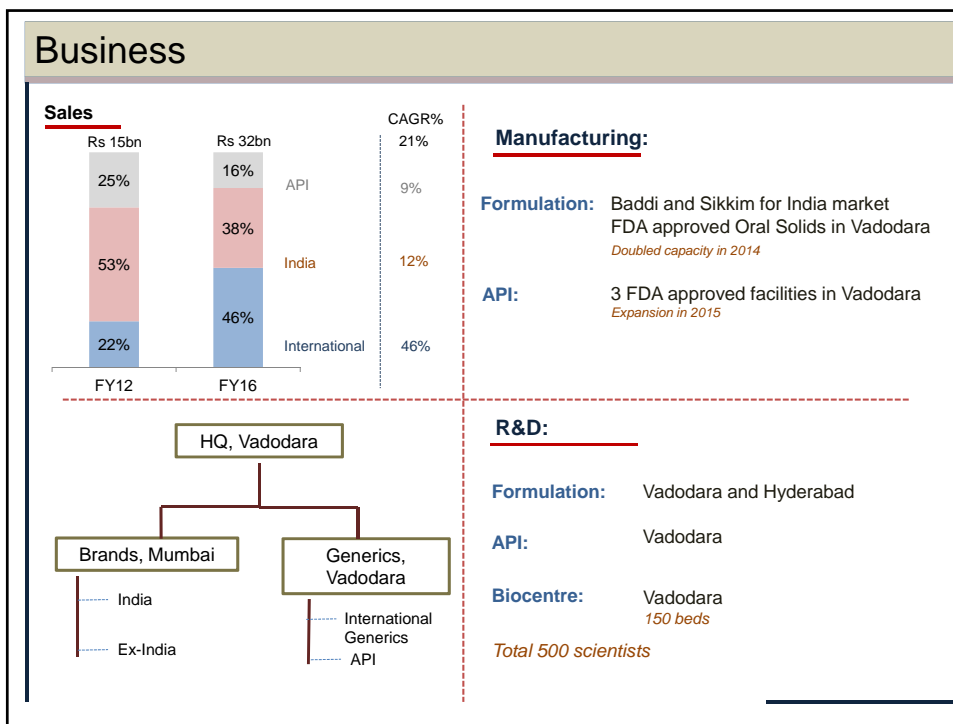 Business
Sales
CAGR%
Rs 15bn
Rs 32bn
21%
25%
16%
API
9%
53%
38%
India
12%
22%
46%
International
46%
FY12
FY16
Manufacturing:
Formulation: Baddi and Sikkim for India market
FDA approved Oral Solids in Vadodara
Doubled capacity in 2014
API: 3 FDA approved facilities in Vadodara
Expansion in 2015
HQ, Vadodara
Brands, Mumbai
India
Ex-India
Generics,
Vadodara
International
Generics
API
R&D:
Formulation: Vadodara and Hyderabad
API: Vadodara
Biocentre: Vadodara
150 beds
Total 500 scientists